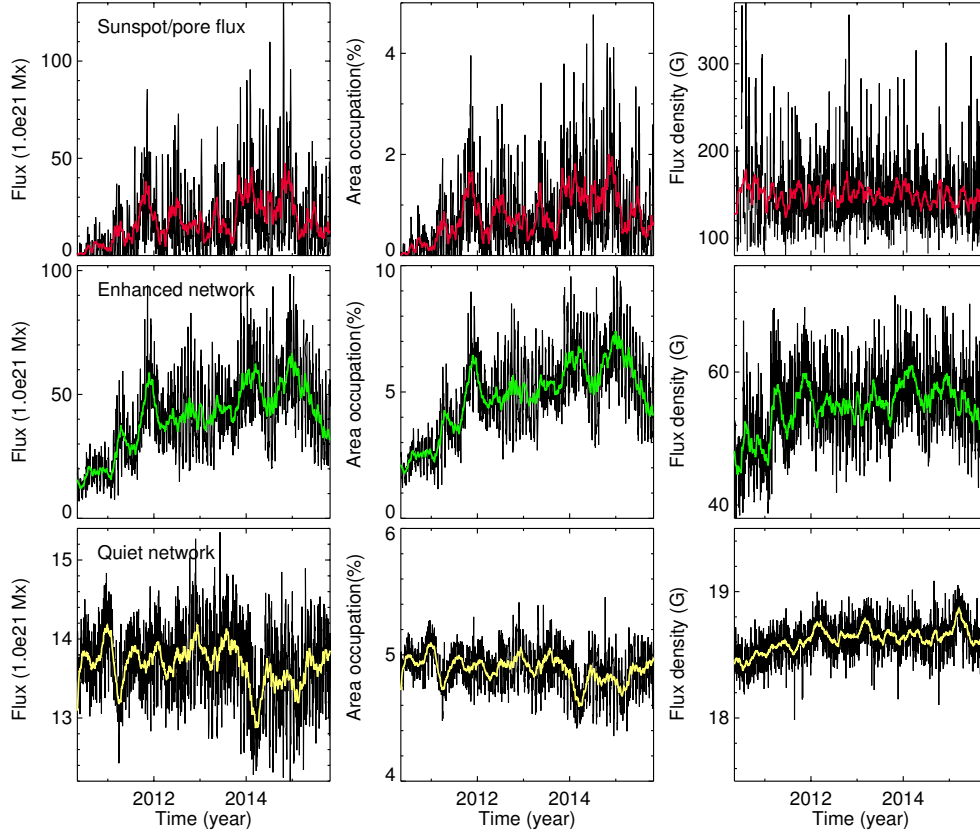 Sunspot/pore flux
Flux (1.0e21 Mx)
100
50
0
Area occupation(%)
4
2
0
Flux density (G)
300
200
100
Enhanced network
Flux (1.0e21 Mx)
100
50
0
Area occupation(%)
10
5
0
Flux density (G)
60
40
Quiet network
Flux (1.0e21 Mx)
15
14
13
2012 2014
Time (year)
Area occupation(%)
6
5
4
2012 2014
Time (year)
Flux density (G)
19
18
2012 2014
Time (year)